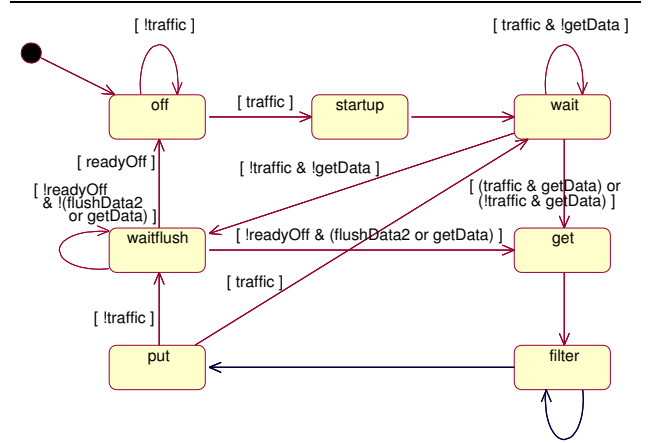 [ !traffic ]
[ traffic & !getData ]
off
[ traffic ]
startup
wait
[ readyOff ]
[ !traffic & !getData ]
[ !readyOff
& !(flushData2
or getData) ]
[ (traffic & getData) or
(!traffic & getData) ]
waitflush
[ !readyOff & (flushData2 or getData) ]
get
[ traffic ]
[ !traffic ]
put
filter